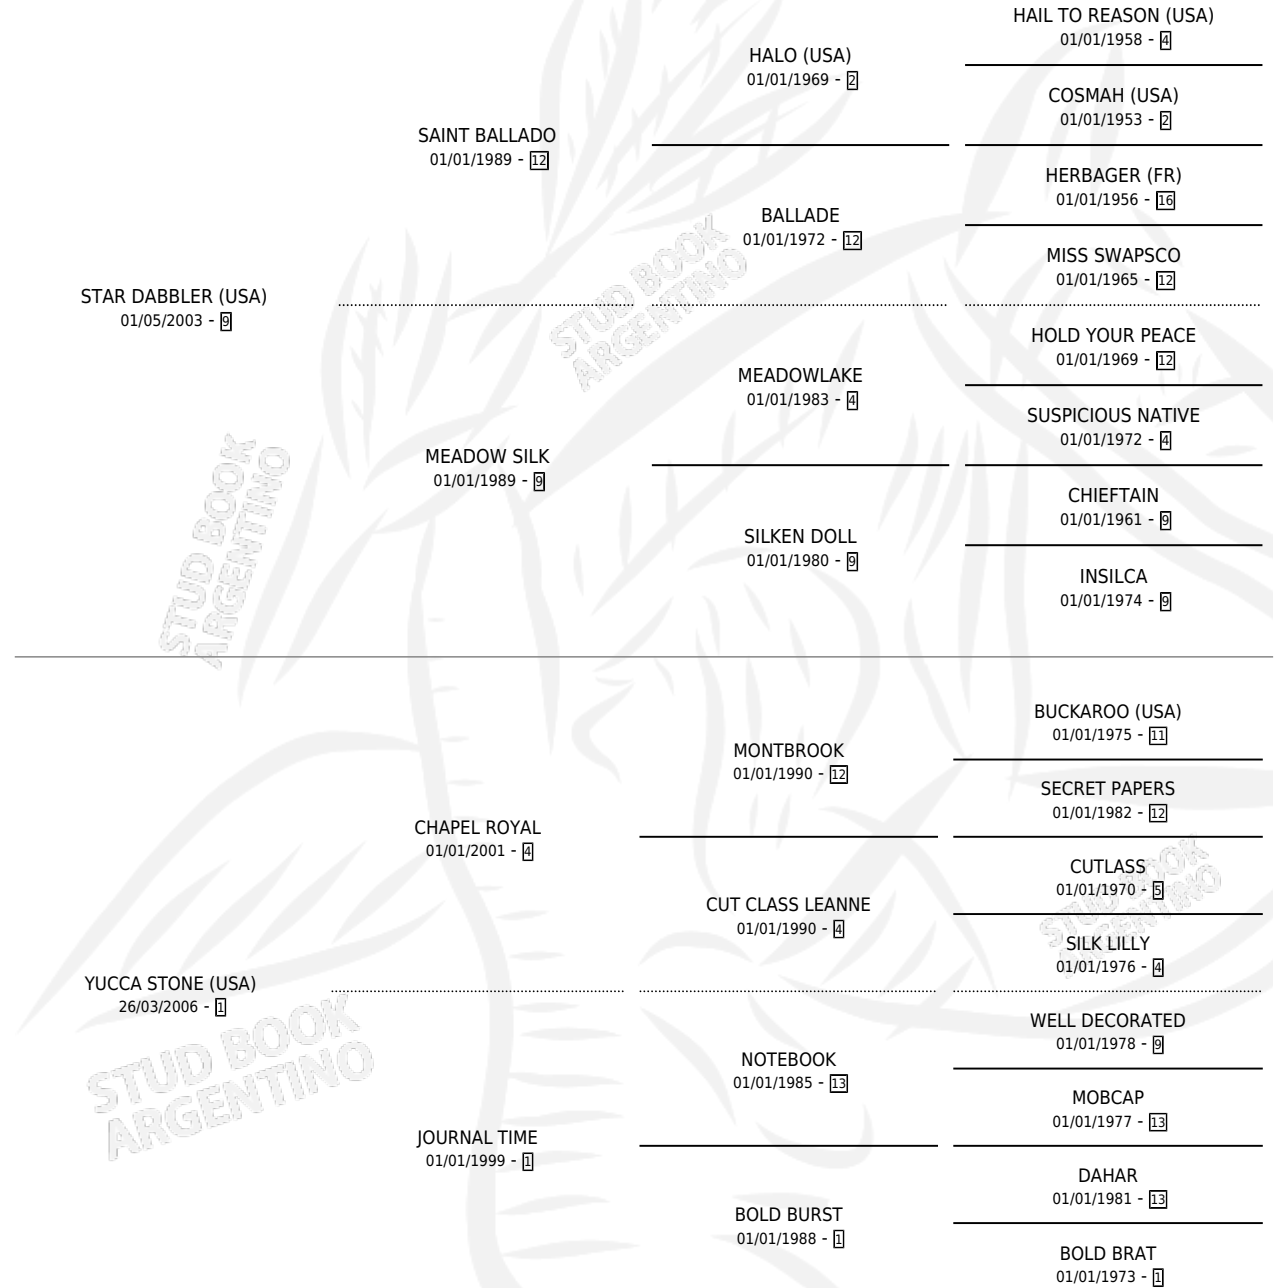 HAIL TO REASON (USA)
01/01/1958 - 4
HALO (USA)
01/01/1969 - 2
COSMAH (USA)
01/01/1953 - 2
SAINT BALLADO
01/01/1989 - 12
HERBAGER (FR)
01/01/1956 - 16
BALLADE
01/01/1972 - 12
MISS SWAPSCO
01/01/1965 - 12
STAR DABBLER (USA)
01/05/2003 - 9
HOLD YOUR PEACE
01/01/1969 - 12
MEADOWLAKE
01/01/1983 - 4
SUSPICIOUS NATIVE
01/01/1972 - 4
MEADOW SILK
01/01/1989 - 9
CHIEFTAIN
01/01/1961 - 9
SILKEN DOLL
01/01/1980 - 9
INSILCA
01/01/1974 - 9
STUD BOOK
ARGENTINO
STUD BOOK
ARGENTINO
BUCKAROO (USA)
01/01/1975 - 11
MONTBROOK
01/01/1990 - 12
SECRET PAPERS
01/01/1982 - 12
CHAPEL ROYAL
01/01/2001 - 4
CUTLASS
01/01/1970 - 5
CUT CLASS LEANNE
01/01/1990 - 4
SILK LILLY
01/01/1976 - 4
YUCCA STONE (USA)
26/03/2006 - 1
WELL DECORATED
01/01/1978 - 9
NOTEBOOK
01/01/1985 - 13
MOBCAP
01/01/1977 - 13
JOURNAL TIME
01/01/1999 - 1
DAHAR
01/01/1981 - 13
BOLD BURST
01/01/1988 - 1
BOLD BRAT
01/01/1973 - 1
STUD BOOK
ARGENTINO
STUD BOOK
ARGENTINO